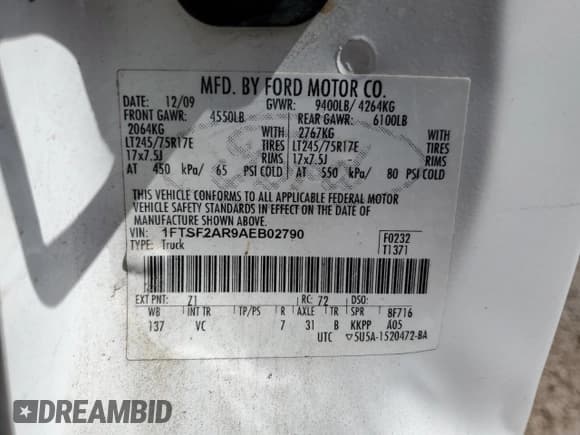 MFD. BY FORD MOTOR CO.
DATE: 12/09 GVWR: 9400LB/ 4264KG
FRONT GAWR: 4550LB REAR GAWR: 6100LB
2064KG WITH 2767KG WITH
LT245/75R17E TIRES LT245/75R17E TIRES
17x7.5J RIMS 17x7.5J RIMS
AT 450 kPa/ 65 PSI COLD AT 550 kPa/ 80 PSI COLD
THIS VEHICLE CONFORMS TO ALL APPLICABLE FEDERAL MOTOR
VEHICLE SAFETY STANDARDS IN EFFECT ON THE DATE OF
MANUFACTURE SHOWN ABOVE.
VIN: 1FTSF2AR9AEB02790 F0232
TYPE: Truck T1371
EXT PNT: Z1 RC: 72 DSO:
WB INT TR TP/PS R AXLE TR SPR BF716
137 VC 7 31 B KKPP A05
UTC ▽5U5A-1520472-BA
DREAMBID